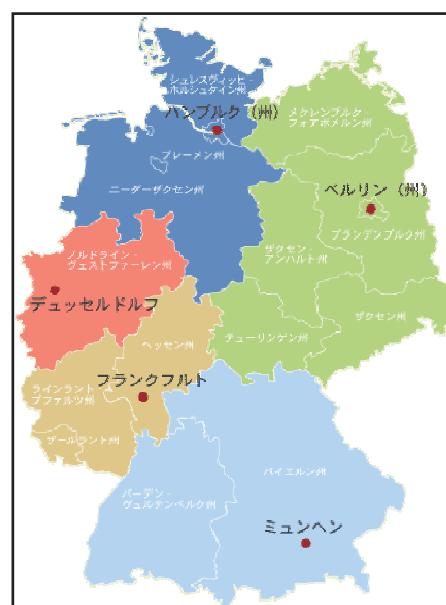 シュレスヴィッヒ-
ホルシュタイン州
ハンブルク（州）
メクレンブルク
フォアポメルン州
ブレーメン州
ニーダーザクセン州
ベルリン（州）
ブランデンブルク州
ザクセン-
アンハルト州
ノルドライン-
ヴェストファーレン州
デュッセルドルフ
ザクセン州
テューリンゲン州
ヘッセン州
フランクフルト
ラインラント
プファルツ州
ザールラント州
バイエルン州
バーデン-
ヴュルテンベルク州
ミュンヘン